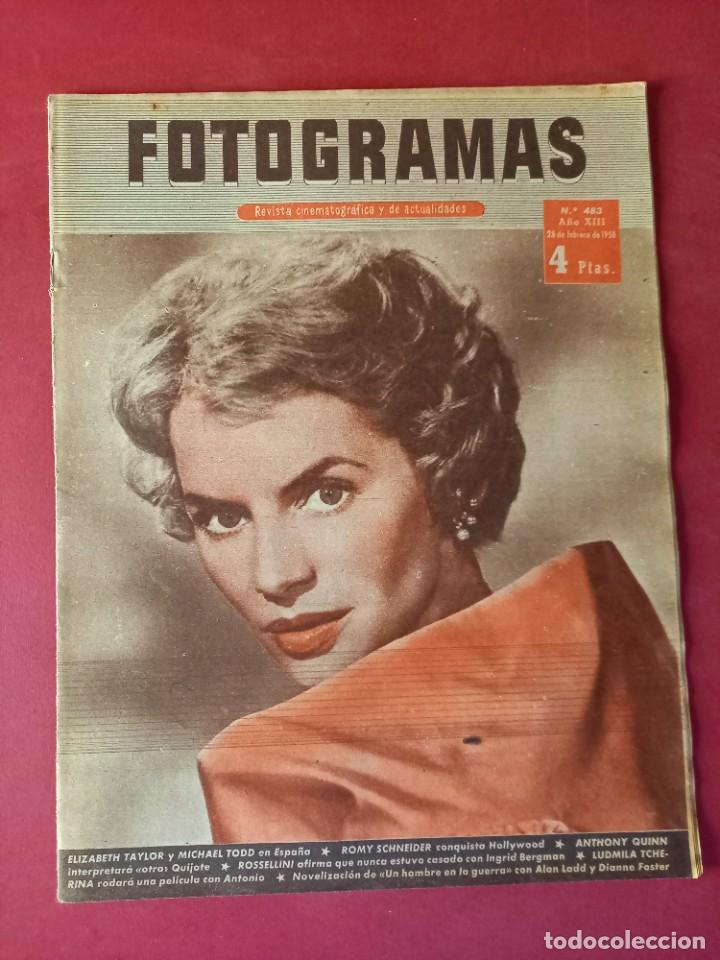 FOTOGRAMAS
Revista cinematográfica y de actualidades
N.º 483
Año XIII
28 de febrero de 1958
4 Ptas.
ELIZABETH TAYLOR y MICHAEL TODD en España ★ ROMY SCHNEIDER conquista Hollywood ★ ANTHONY QUINN
interpretará «otro» Quijote ★ ROSSELLINI afirma que nunca estuvo casado con Ingrid Bergman ★ LUDMILA TCHE-
RINA rodará una película con Antonio ★ Novelización de «Un hombre en la guerra» con Alan Ladd y Dianne Foster
todocoleccion
todocoleccion.net